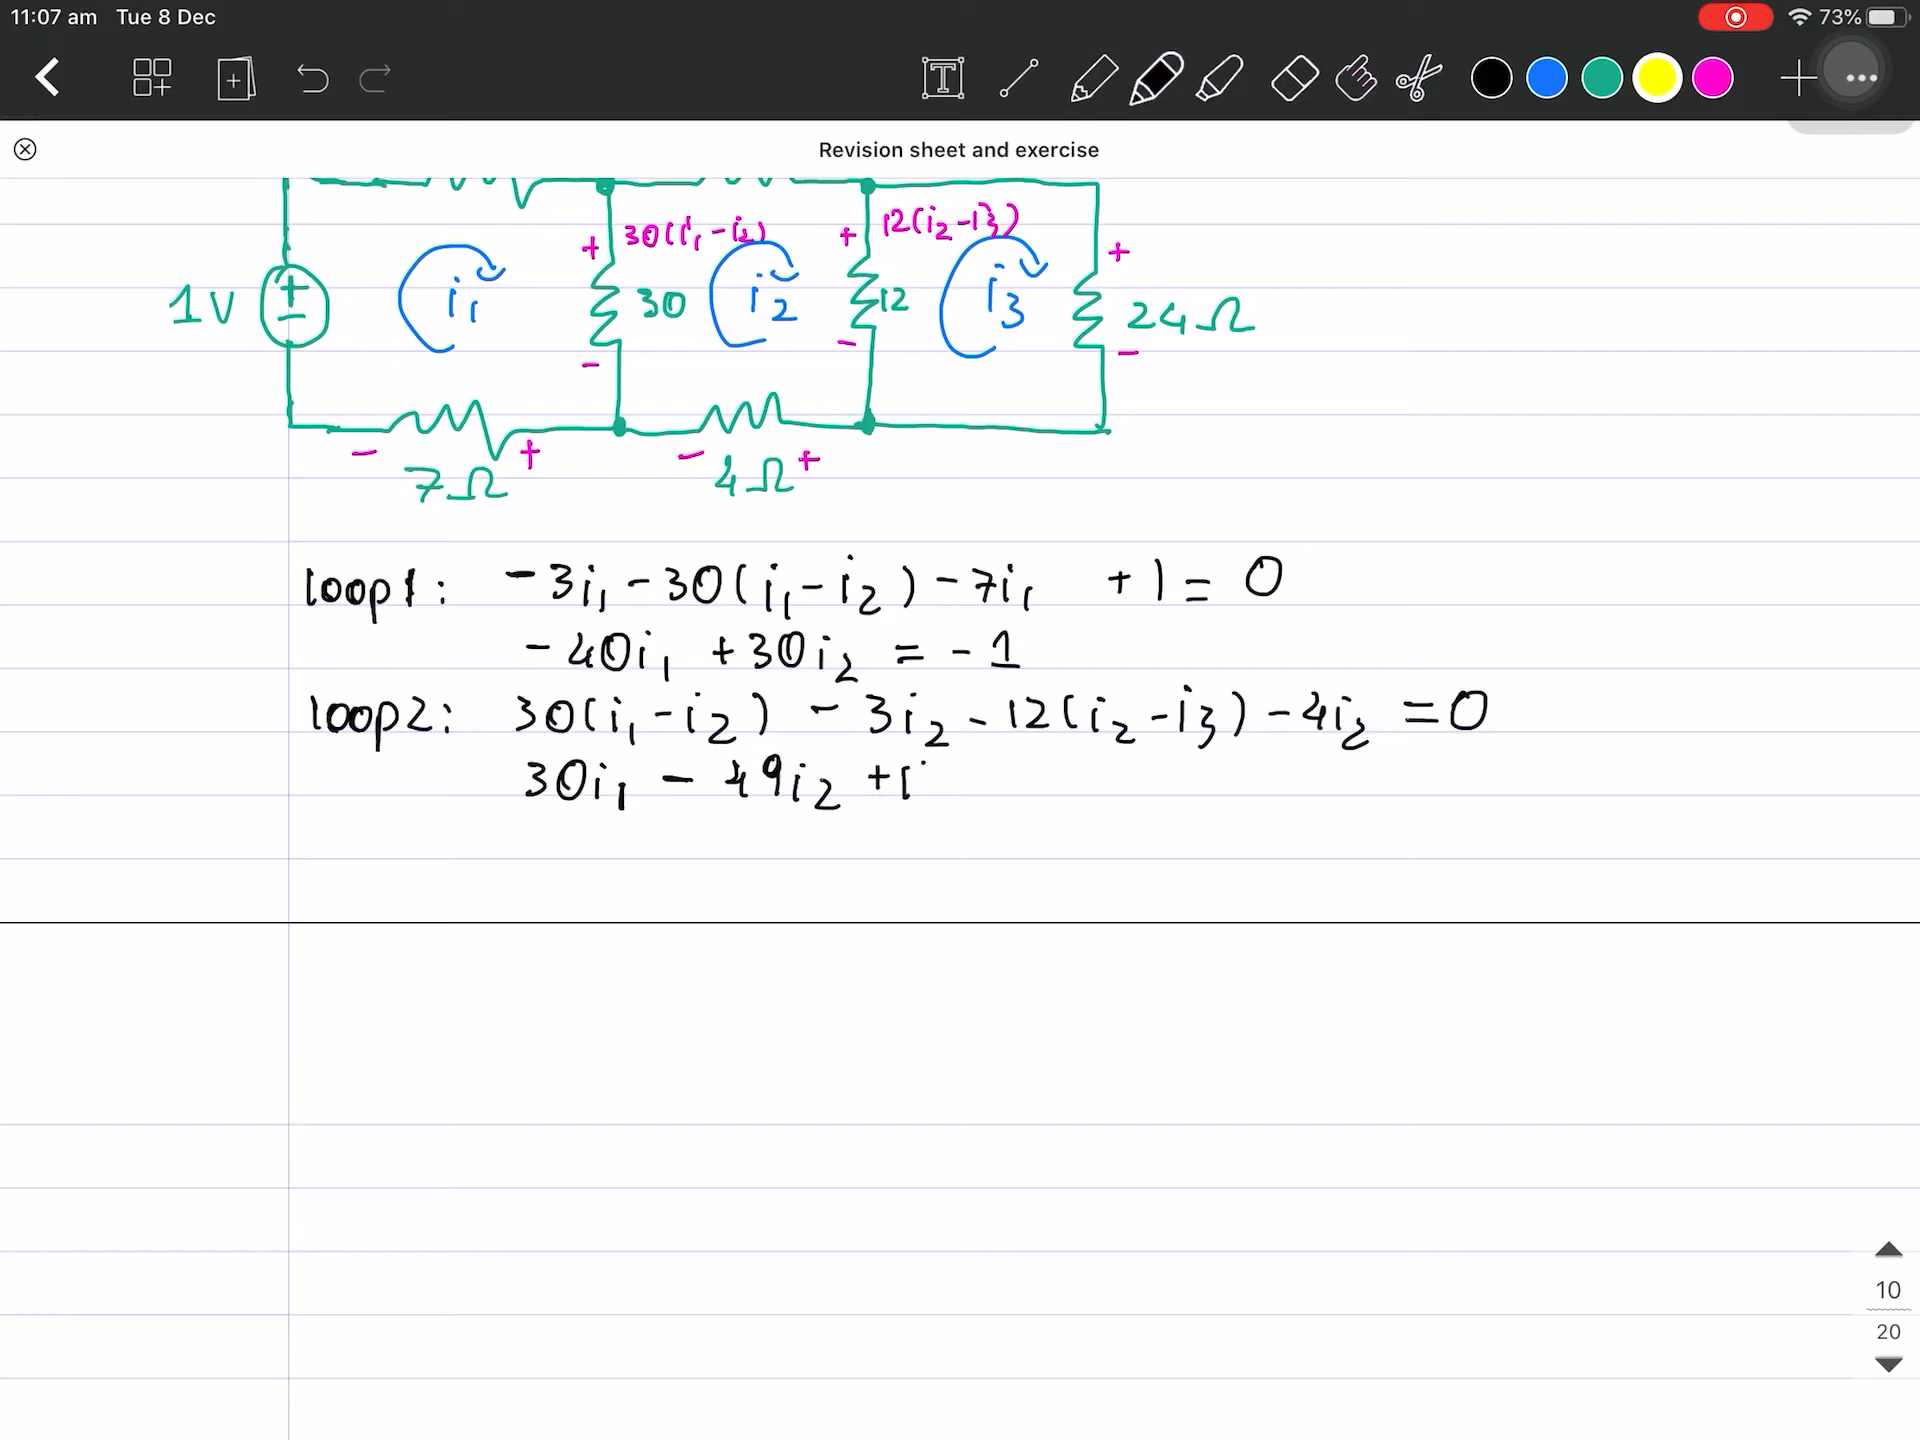 11:07 am Tue 8 Dec 73%
T
Revision sheet and exercise
30(i₁-i₂) + 12(i₂-i3)
+ +
1V + - i₁ 30 i₂ 12 i3 24Ω
- - -
- 7Ω + - 4Ω +
loop1: -3i₁ -30(i₁-i₂) -7i₁ +1 = 0
-40i₁ +30i₂ = -1
loop2: 30(i₁-i₂) - 3i₂ - 12(i₂-i3) - 4i₂ = 0
30i₁ - 49i₂ +1
10
20